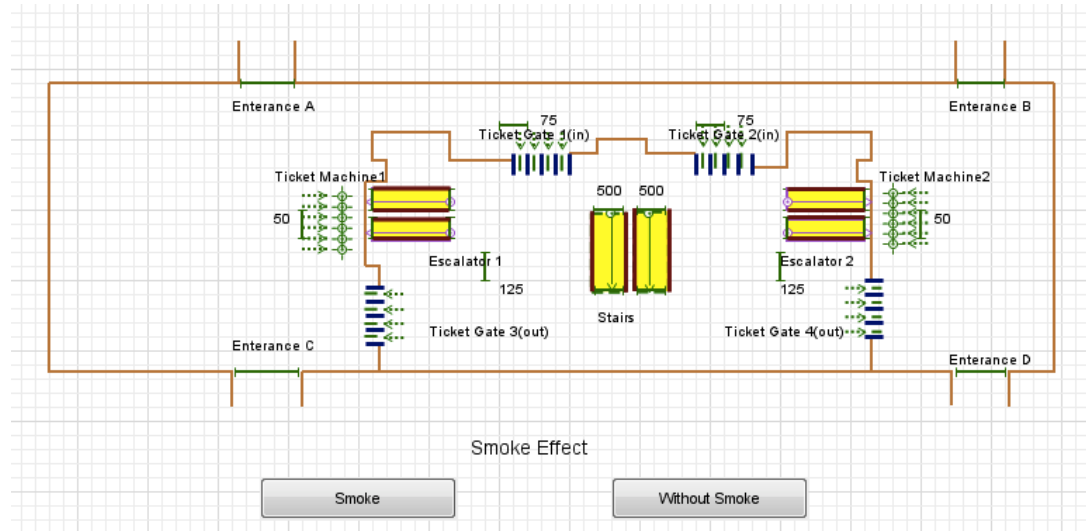 Enterance A
Enterance B
75
75
Ticket Gate 1(in)
Ticket Gate 2(in)
Ticket Machine1
Ticket Machine2
500
500
50
50
Escalator 1
Escalator 2
125
125
Stairs
Ticket Gate 3(out)
Ticket Gate 4(out)
Enterance C
Enterance D
Smoke Effect
Smoke
Without Smoke